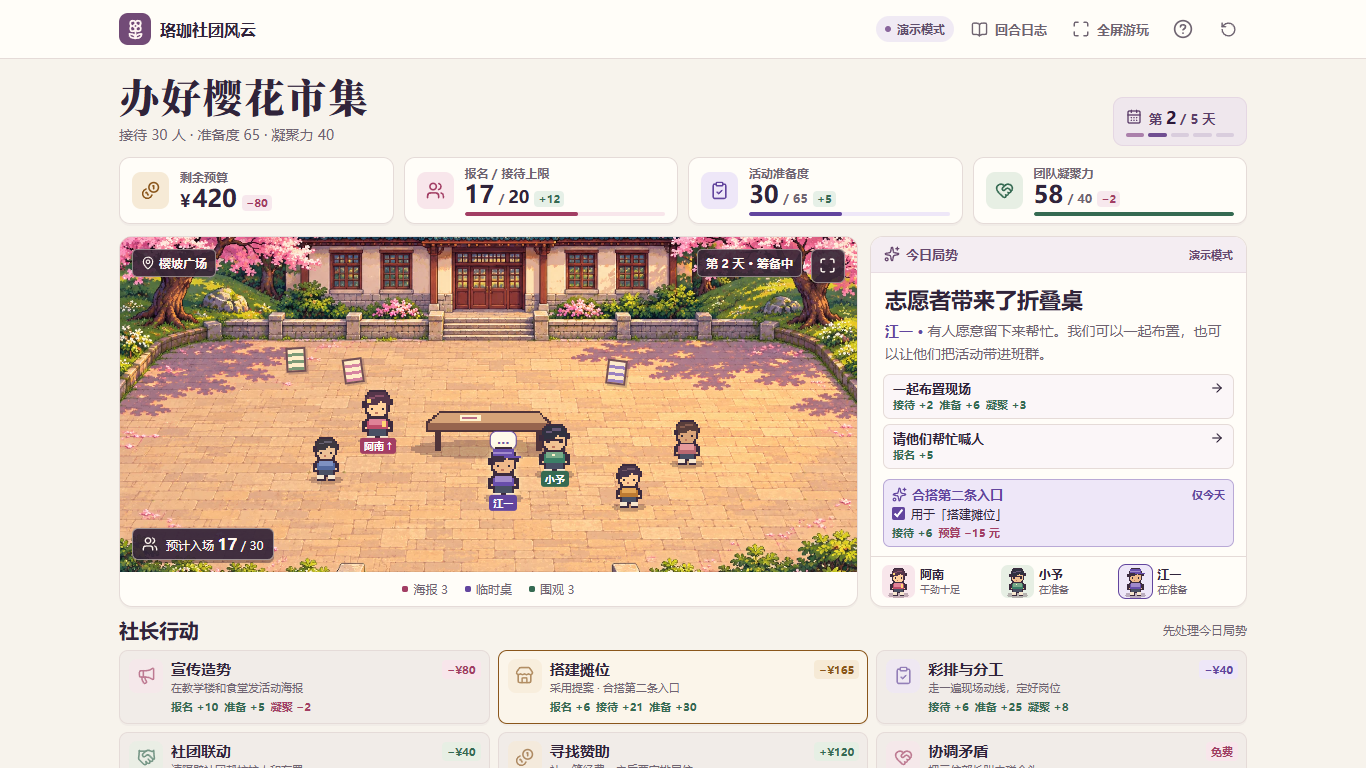 珞珈社团风云
演示模式
回合日志
全屏游玩
办好樱花市集
接待 30 人 · 准备度 65 · 凝聚力 40
第 2 / 5 天
剩余预算
¥420 −80
报名 / 接待上限
17 / 20 +12
活动准备度
30 / 65 +5
团队凝聚力
58 / 40 −2
樱坡广场
第 2 天 • 筹备中
阿南↑
小予
江一
预计入场 17 / 30
海报 3
临时桌
围观 3
今日局势
演示模式
志愿者带来了折叠桌
江一 • 有人愿意留下来帮忙。我们可以一起布置，也可
以让他们把活动带进班群。
一起布置现场
接待 +2 准备 +6 凝聚 +3
请他们帮忙喊人
报名 +5
合搭第二条入口
仅今天
用于「搭建摊位」
接待 +6 预算 −15 元
阿南
干劲十足
小予
在准备
江一
在准备
社长行动
先处理今日局势
宣传造势
−¥80
在教学楼和食堂发活动海报
报名 +10 准备 +5 凝聚 −2
搭建摊位
−¥165
采用提案 · 合搭第二条入口
报名 +6 接待 +21 准备 +30
彩排与分工
−¥40
走一遍现场动线，定好岗位
接待 +6 准备 +25 凝聚 +8
社团联动
−¥40
寻找赞助
+¥120
协调矛盾
免费